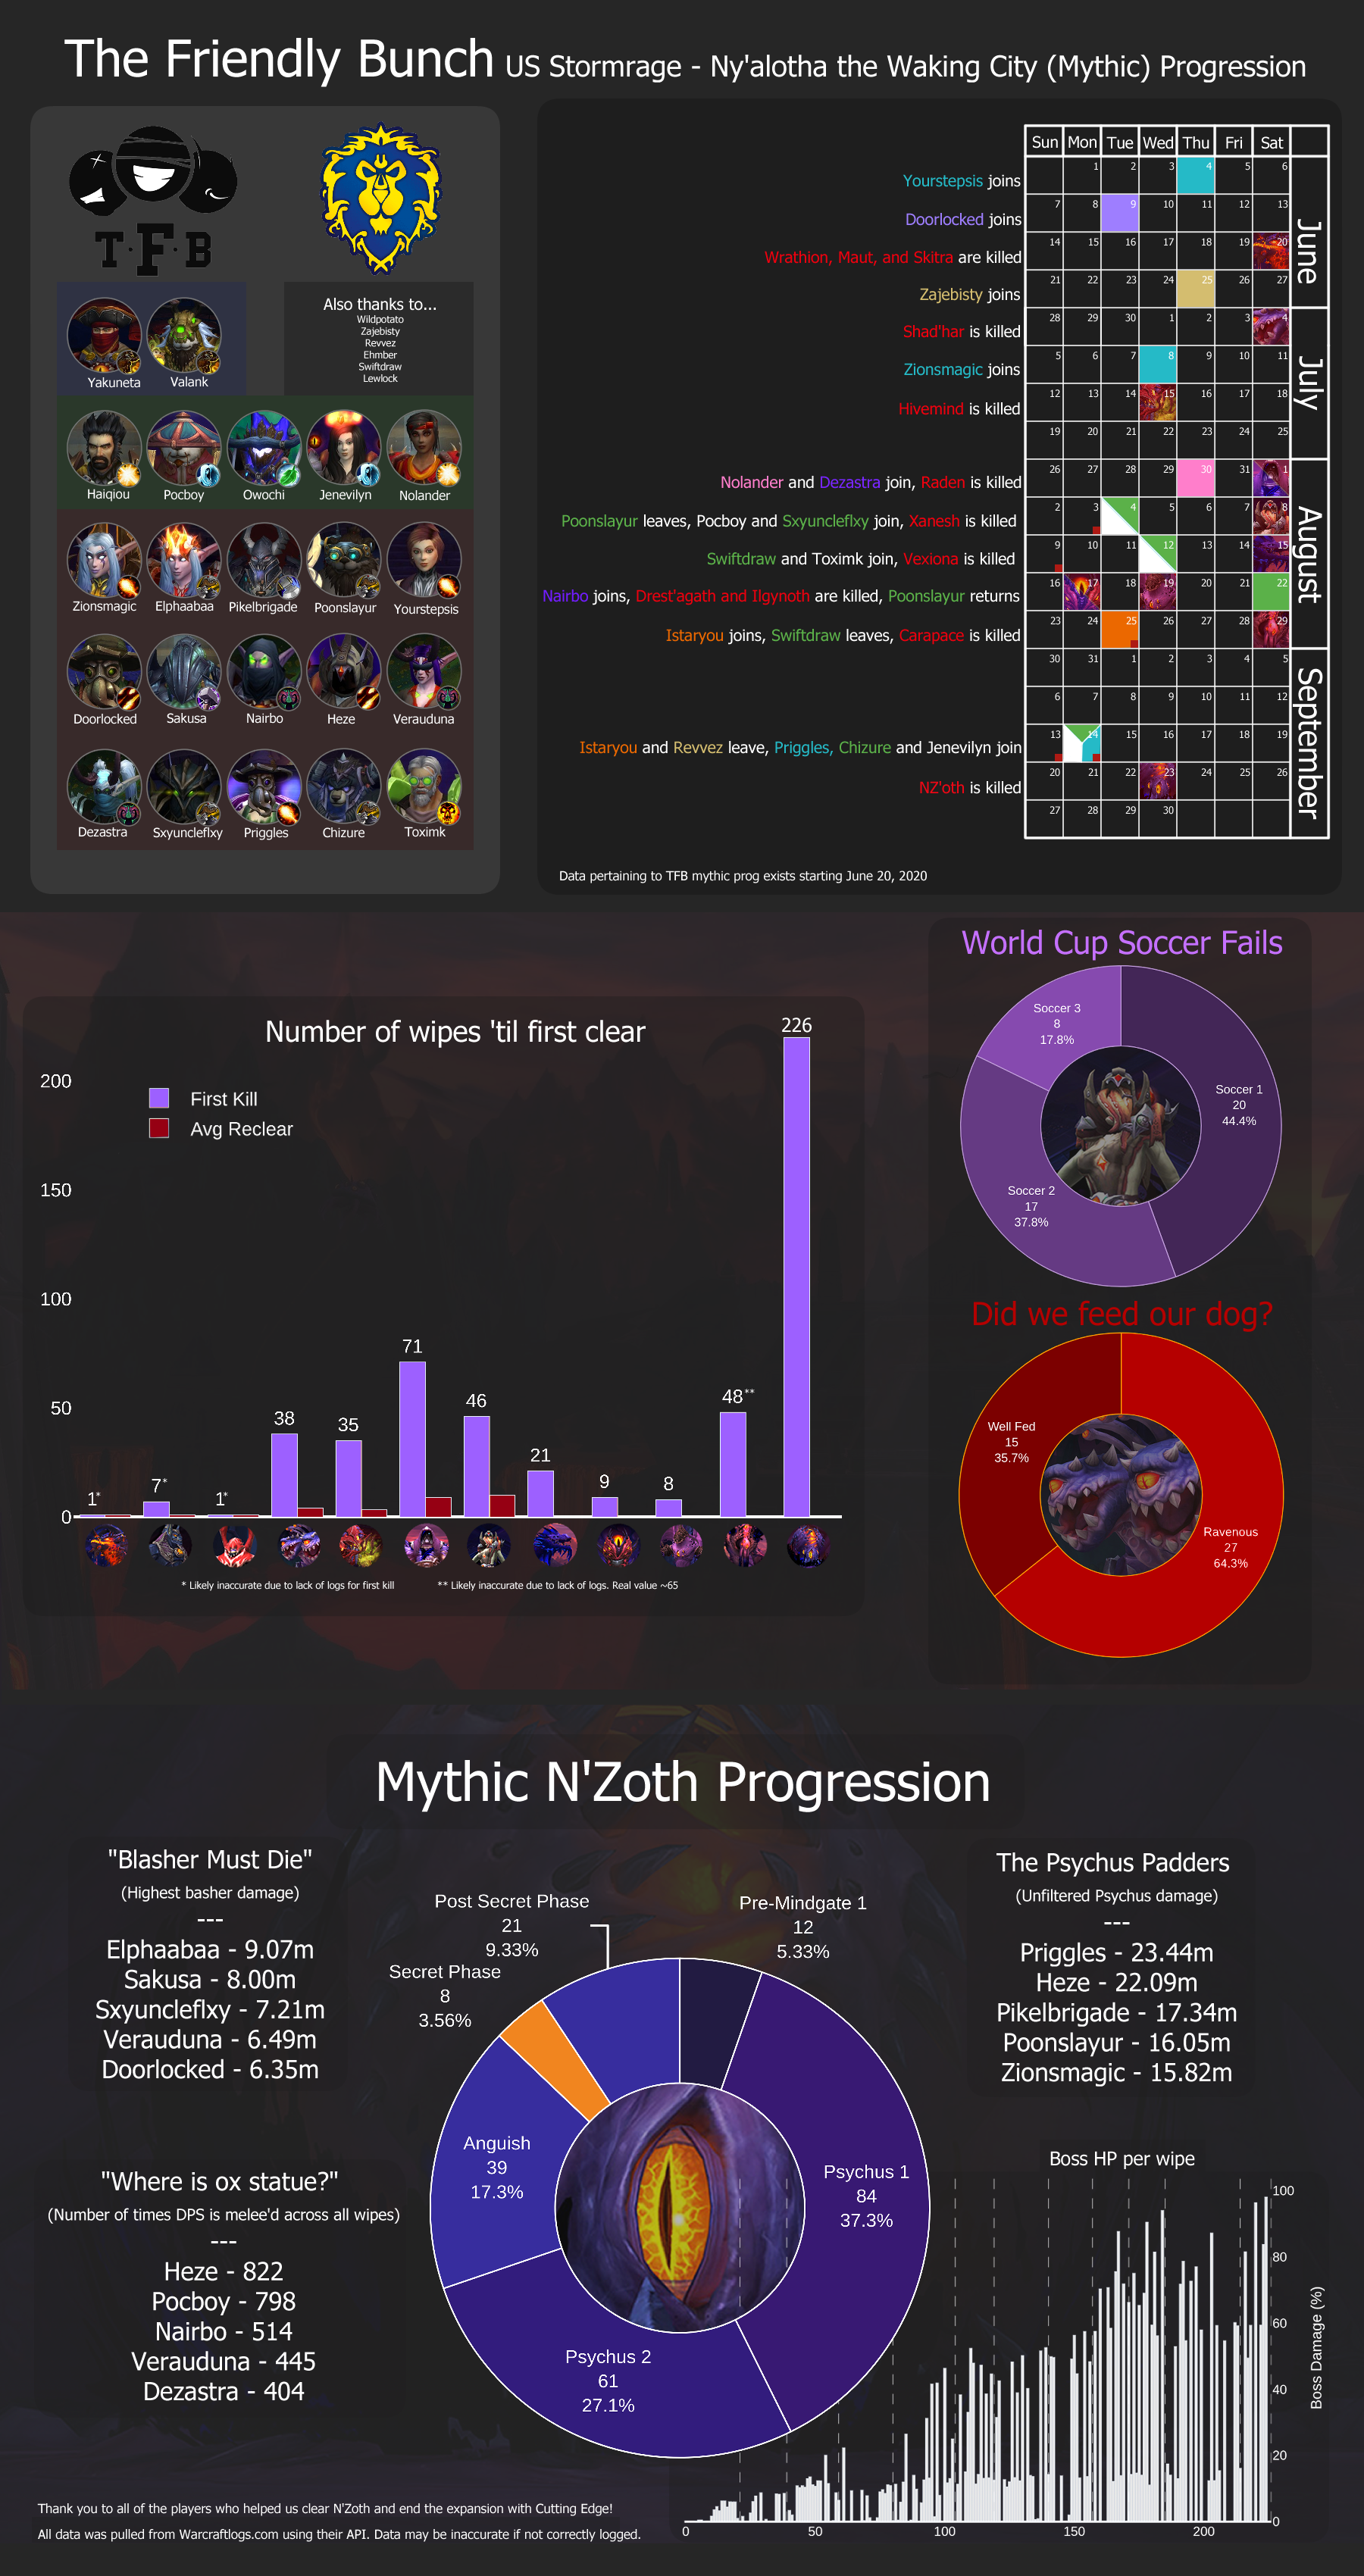 The Friendly Bunch US Stormrage - Ny'alotha the Waking City (Mythic) Progression
T·F·B
Also thanks to...
Wildpotato
Zajebisty
Revvez
Ehmber
Swiftdraw
Lewlock
Yakuneta Valank
Haiqiou Pocboy Owochi Jenevilyn Nolander
Zionsmagic Elphaabaa Pikelbrigade Poonslayur Yourstepsis
Doorlocked Sakusa Nairbo Heze Verauduna
Dezastra Sxyuncleflxy Priggles Chizure Toximk
Sun Mon Tue Wed Thu Fri Sat
Yourstepsis joins 1 2 3 4 5 6
Doorlocked joins 7 8 9 10 11 12 13
Wrathion, Maut, and Skitra are killed 14 15 16 17 18 19 20
Zajebisty joins 21 22 23 24 25 26 27
June
Shad'har is killed 28 29 30 1 2 3 4
Zionsmagic joins 5 6 7 8 9 10 11
Hivemind is killed 12 13 14 15 16 17 18
19 20 21 22 23 24 25
July
Nolander and Dezastra join, Raden is killed 26 27 28 29 30 31 1
Poonslayur leaves, Pocboy and Sxyuncleflxy join, Xanesh is killed 2 3 4 5 6 7 8
Swiftdraw and Toximk join, Vexiona is killed 9 10 11 12 13 14 15
Nairbo joins, Drest'agath and Ilgynoth are killed, Poonslayur returns 16 17 18 19 20 21 22
Istaryou joins, Swiftdraw leaves, Carapace is killed 23 24 25 26 27 28 29
August
30 31 1 2 3 4 5
6 7 8 9 10 11 12
Istaryou and Revvez leave, Priggles, Chizure and Jenevilyn join 13 14 15 16 17 18 19
NZ'oth is killed 20 21 22 23 24 25 26
27 28 29 30
September
Data pertaining to TFB mythic prog exists starting June 20, 2020
Number of wipes 'til first clear
First Kill
Avg Reclear
200
150
100
50
0
1* 7* 1* 38 35 71 46 21 9 8 48** 226
* Likely inaccurate due to lack of logs for first kill
** Likely inaccurate due to lack of logs. Real value ~65
World Cup Soccer Fails
Soccer 3
8
17.8%
Soccer 1
20
44.4%
Soccer 2
17
37.8%
Did we feed our dog?
Well Fed
15
35.7%
Ravenous
27
64.3%
Mythic N'Zoth Progression
"Blasher Must Die"
(Highest basher damage)
---
Elphaabaa - 9.07m
Sakusa - 8.00m
Sxyuncleflxy - 7.21m
Verauduna - 6.49m
Doorlocked - 6.35m
"Where is ox statue?"
(Number of times DPS is melee'd across all wipes)
---
Heze - 822
Pocboy - 798
Nairbo - 514
Verauduna - 445
Dezastra - 404
Post Secret Phase
21
9.33%
Secret Phase
8
3.56%
Pre-Mindgate 1
12
5.33%
Anguish
39
17.3%
Psychus 1
84
37.3%
Psychus 2
61
27.1%
The Psychus Padders
(Unfiltered Psychus damage)
---
Priggles - 23.44m
Heze - 22.09m
Pikelbrigade - 17.34m
Poonslayur - 16.05m
Zionsmagic - 15.82m
Boss HP per wipe
100
80
60
40
20
0
Boss Damage (%)
0 50 100 150 200
Thank you to all of the players who helped us clear N'Zoth and end the expansion with Cutting Edge!
All data was pulled from Warcraftlogs.com using their API. Data may be inaccurate if not correctly logged.